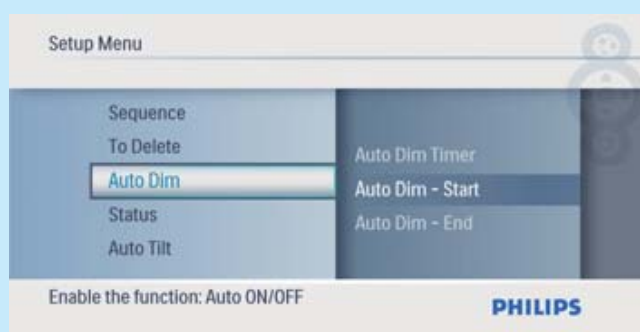 Setup Menu
Sequence
To Delete
Auto Dim
Status
Auto Tilt
Auto Dim Timer
Auto Dim - Start
Auto Dim - End
Enable the function: Auto ON/OFF
PHILIPS